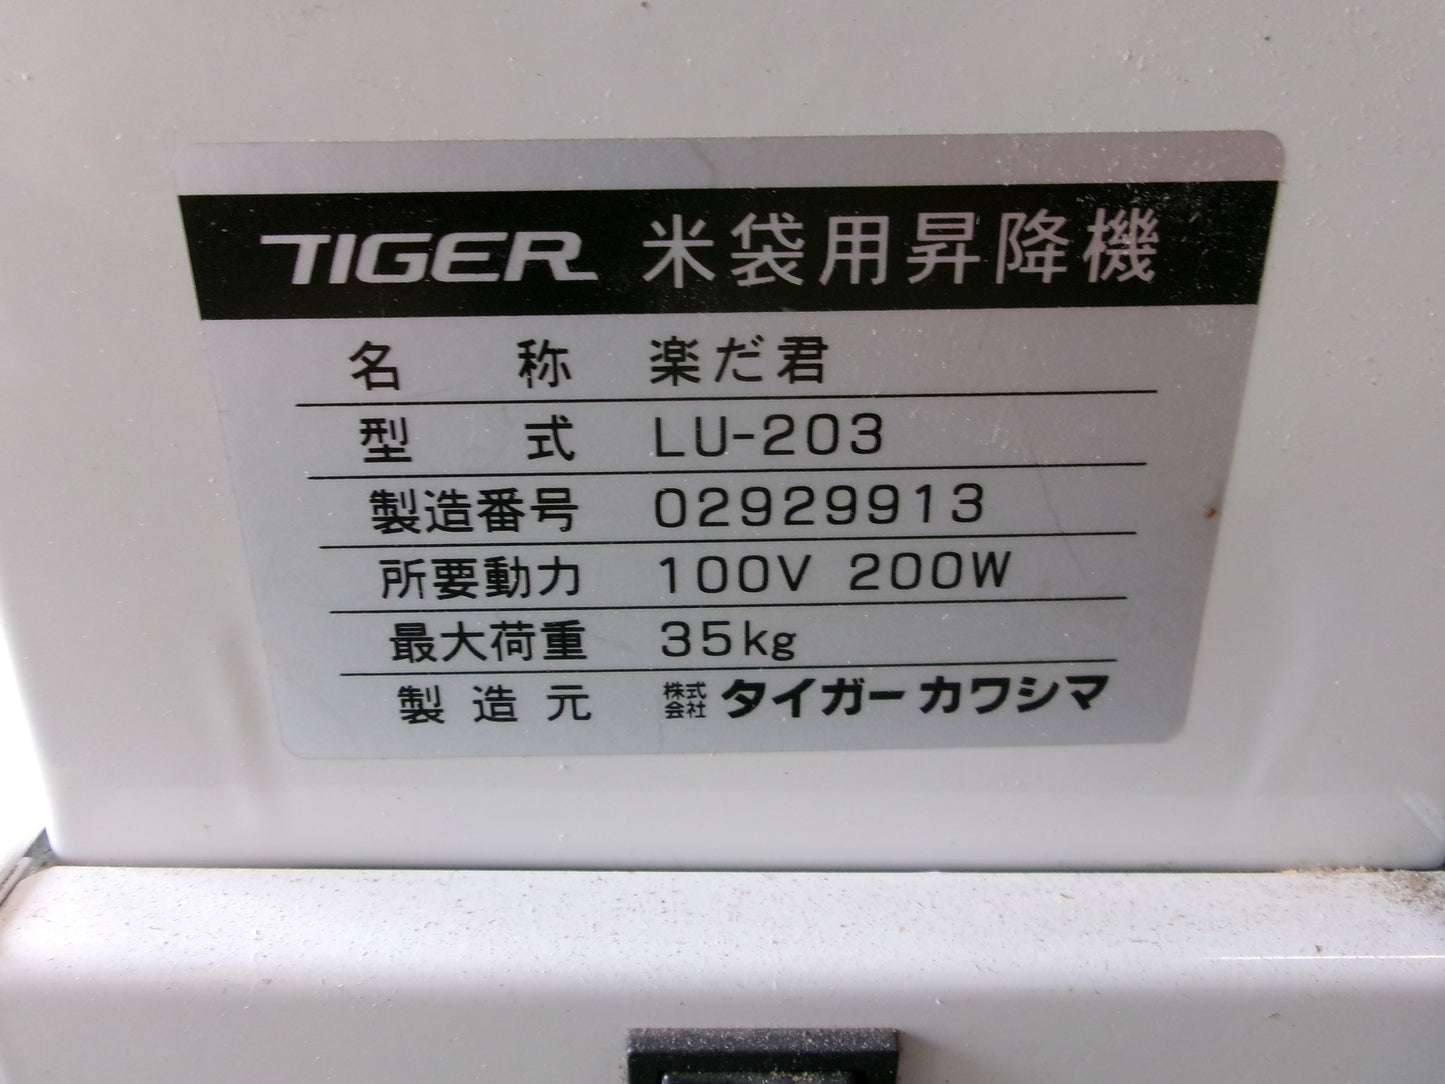 TIGER 米袋用昇降機
名称 楽だ君
型式 LU-203
製造番号 02929913
所要動力 100V 200W
最大荷重 35kg
製造元 株式会社 タイガーカワシマ